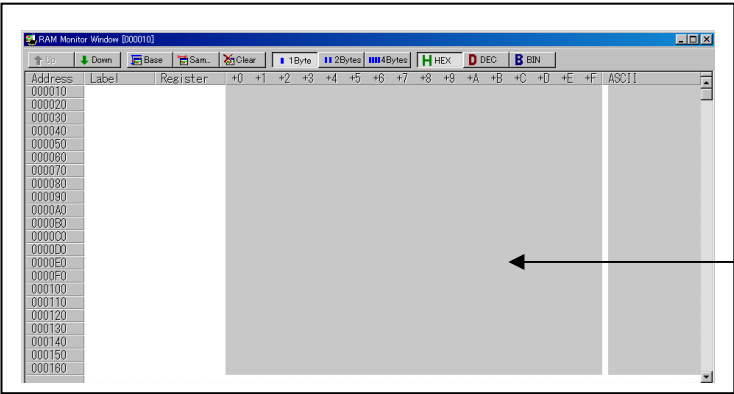 RAM Monitor Window [000010]
Up Down Base Sam... Clear 1Byte 2Bytes 4Bytes H HEX D DEC B BIN
Address Label Register +0 +1 +2 +3 +4 +5 +6 +7 +8 +9 +A +B +C +D +E +F ASCII
000010
000020
000030
000040
000050
000060
000070
000080
000090
0000A0
0000B0
0000C0
0000D0
0000E0
0000F0
000100
000110
000120
000130
000140
000150
000160